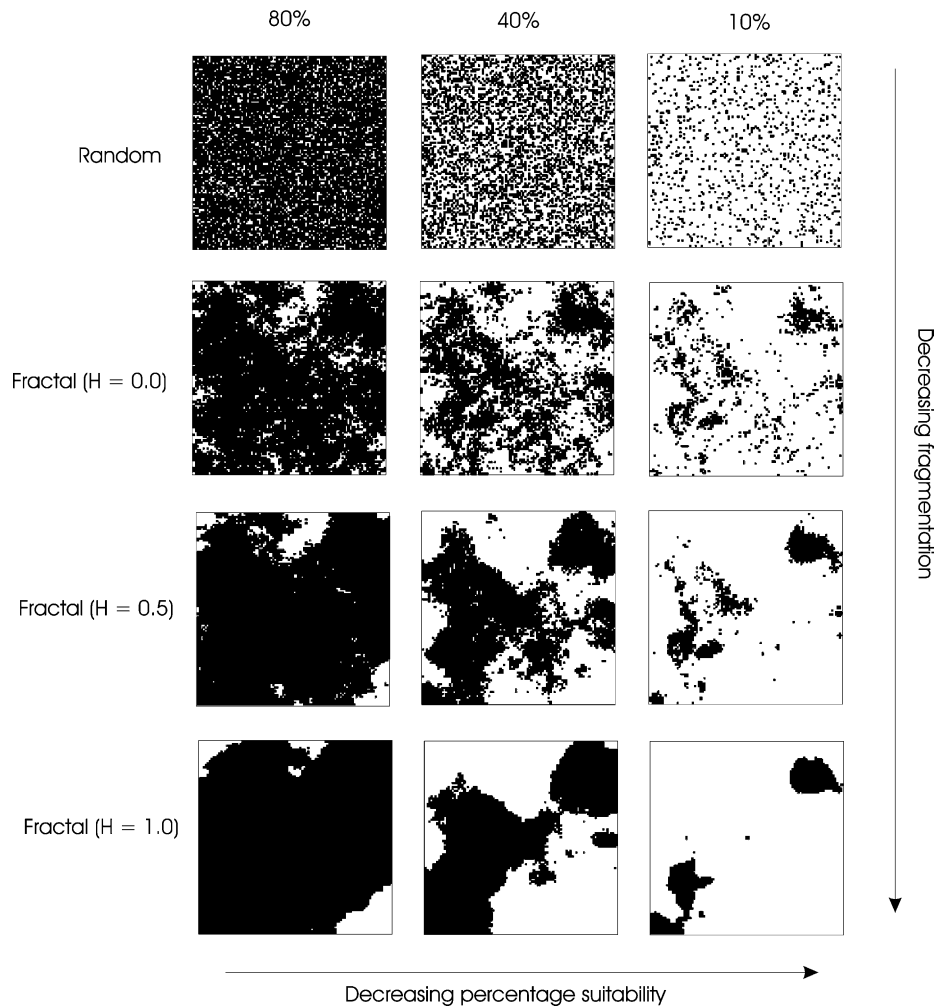 80%
40%
10%
Random
Fractal (H = 0.0)
Fractal (H = 0.5)
Fractal (H = 1.0)
Decreasing fragmentation
Decreasing percentage suitability